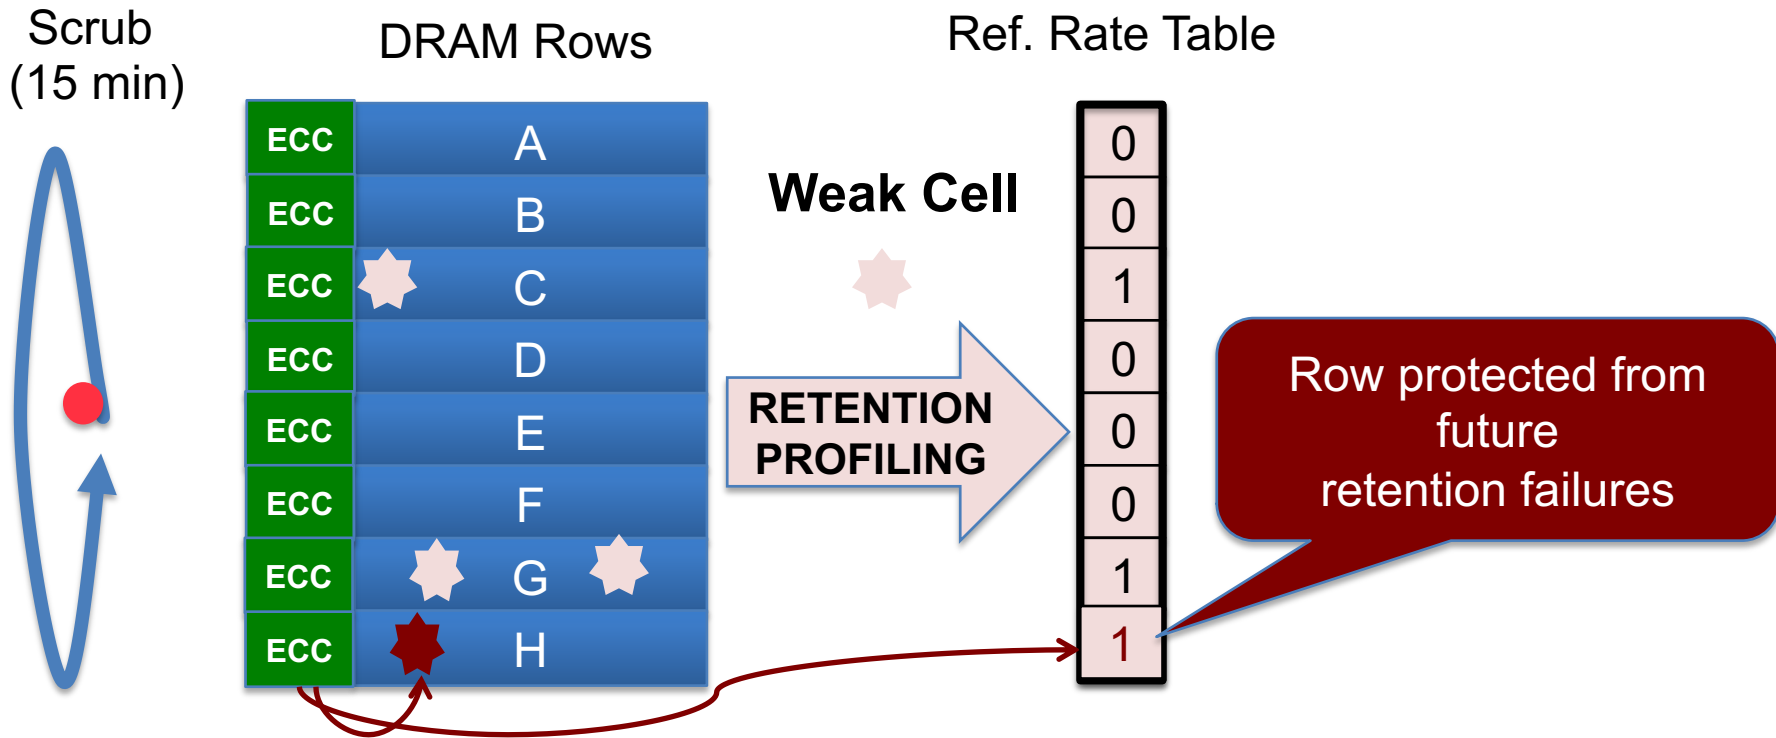 Scrub
(15 min)
DRAM Rows
Ref. Rate Table
ECC A 0
ECC B 0
Weak Cell
ECC C 1
ECC D 0
ECC E 0
ECC F 0
ECC G 1
ECC H 1
RETENTION
PROFILING
Row protected from
future
retention failures